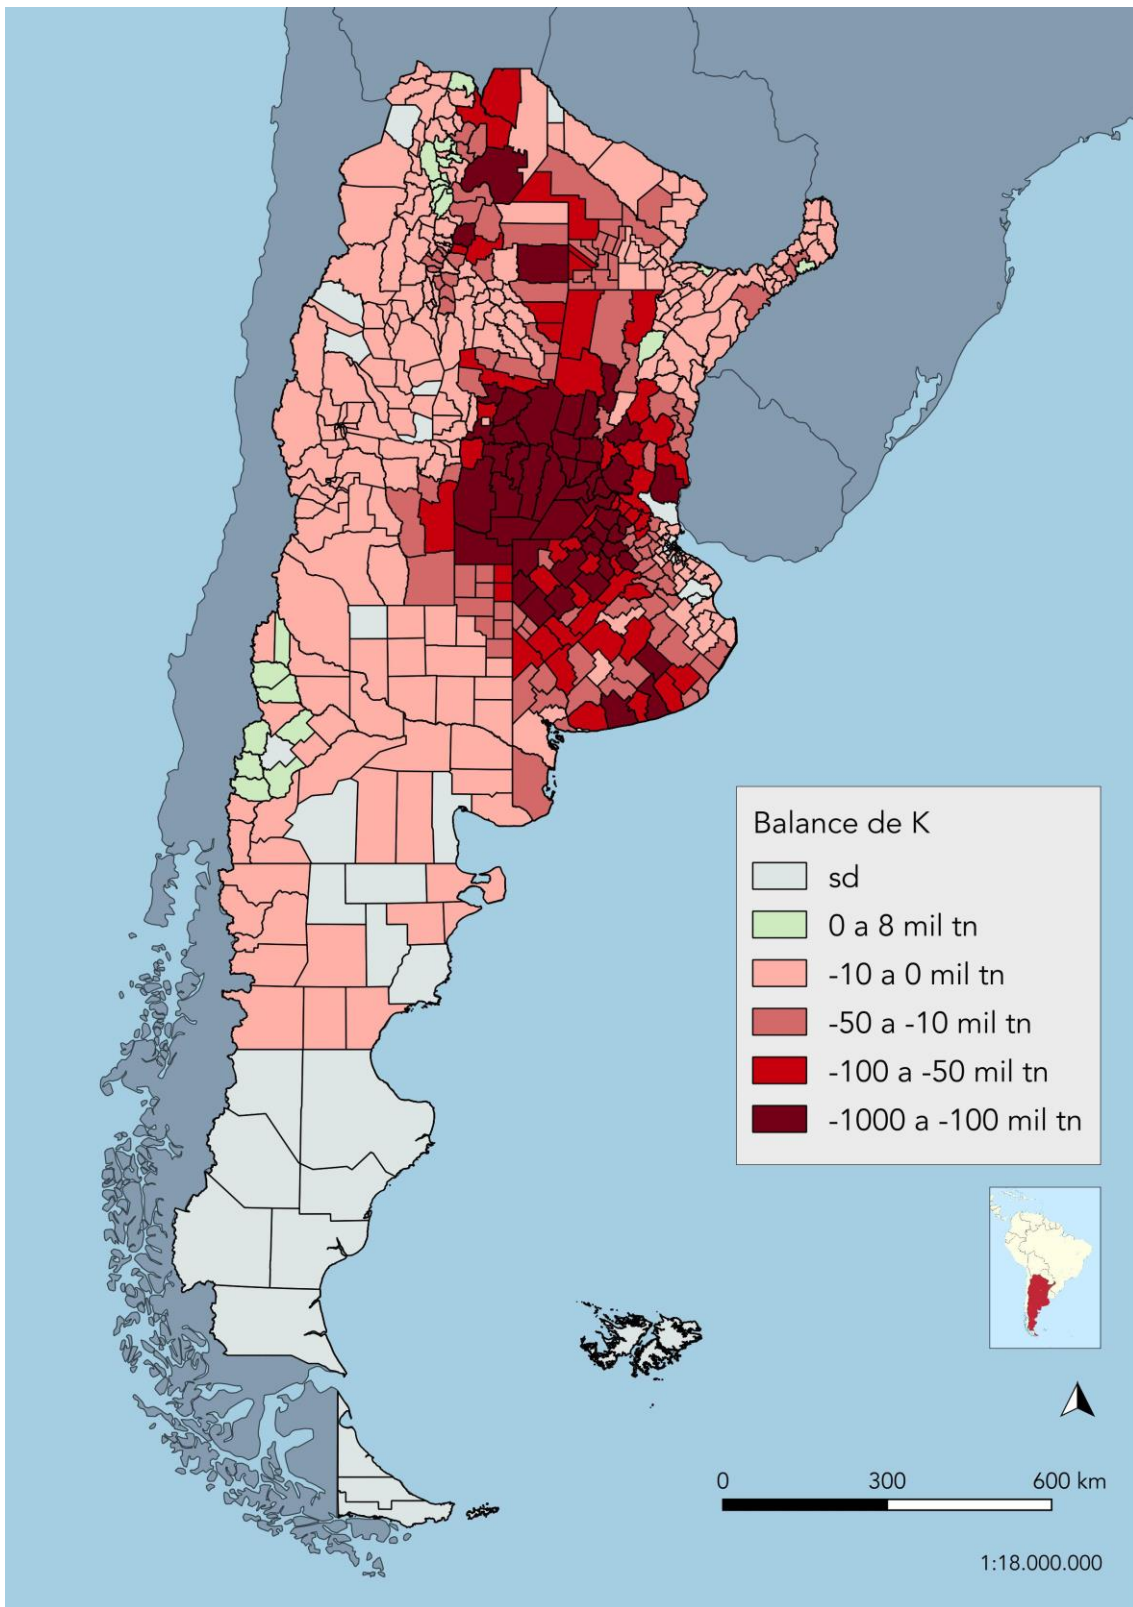 Balance de K
sd
0 a 8 mil tn
-10 a 0 mil tn
-50 a -10 mil tn
-100 a -50 mil tn
-1000 a -100 mil tn
0 300 600 km
1:18.000.000